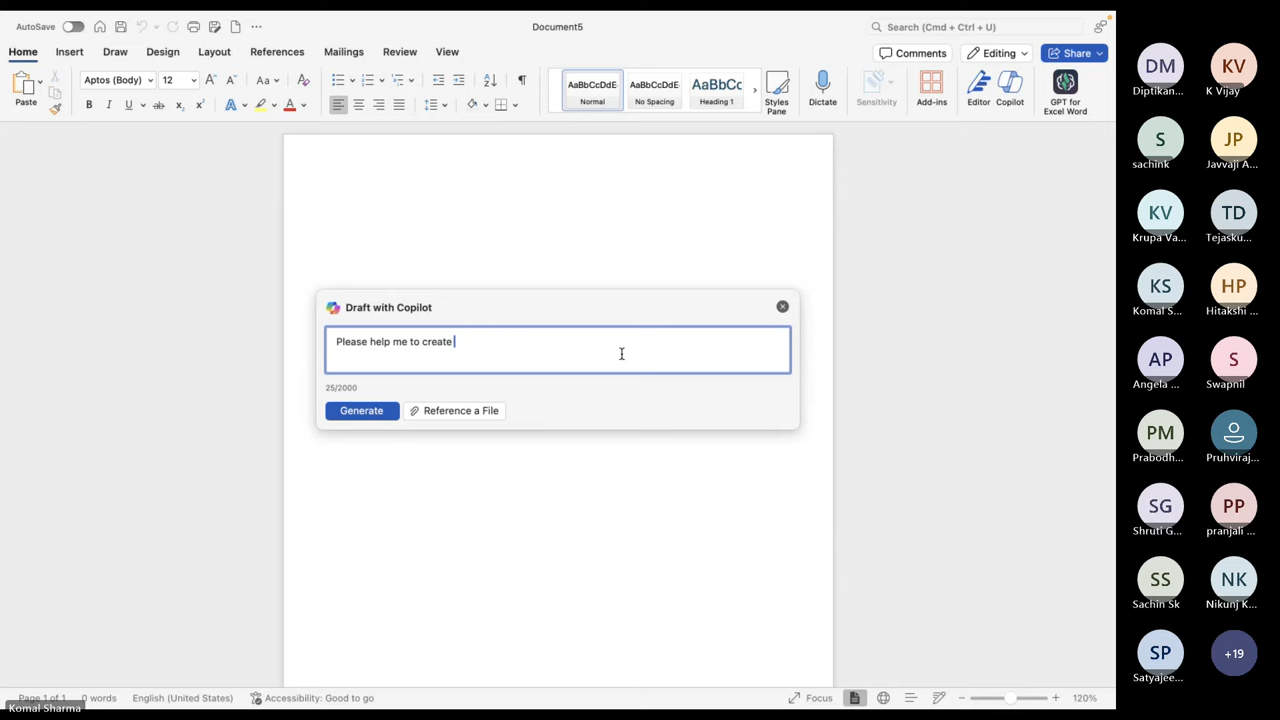 AutoSave
Document5
Search (Cmd + Ctrl + U)
Home Insert Draw Design Layout References Mailings Review View
Comments Editing Share
Paste
Aptos (Body) 12
Aa
B I U ab x₂ x² A A
AaBbCcDdE AaBbCcDdE AaBbCc
Normal No Spacing Heading 1
Styles Pane
Dictate
Sensitivity
Add-ins
Editor
Copilot
GPT for Excel Word
Draft with Copilot
Please help me to create
25/2000
Generate Reference a File
Page 1 of 1 0 words English (United States) Accessibility: Good to go
Focus
120%
Komal Sharma
DM KV
Diptikan... K Vijay
S JP
sachink Javvaji A...
KV TD
Krupa Va... Tejasku...
KS HP
Komal S... Hitakshi ...
AP S
Angela ... Swapnil
PM
Prabodh... Pruhviraj...
SG PP
Shruti G... pranjali ...
SS NK
Sachin Sk Nikunj K...
SP +19
Satyajee...